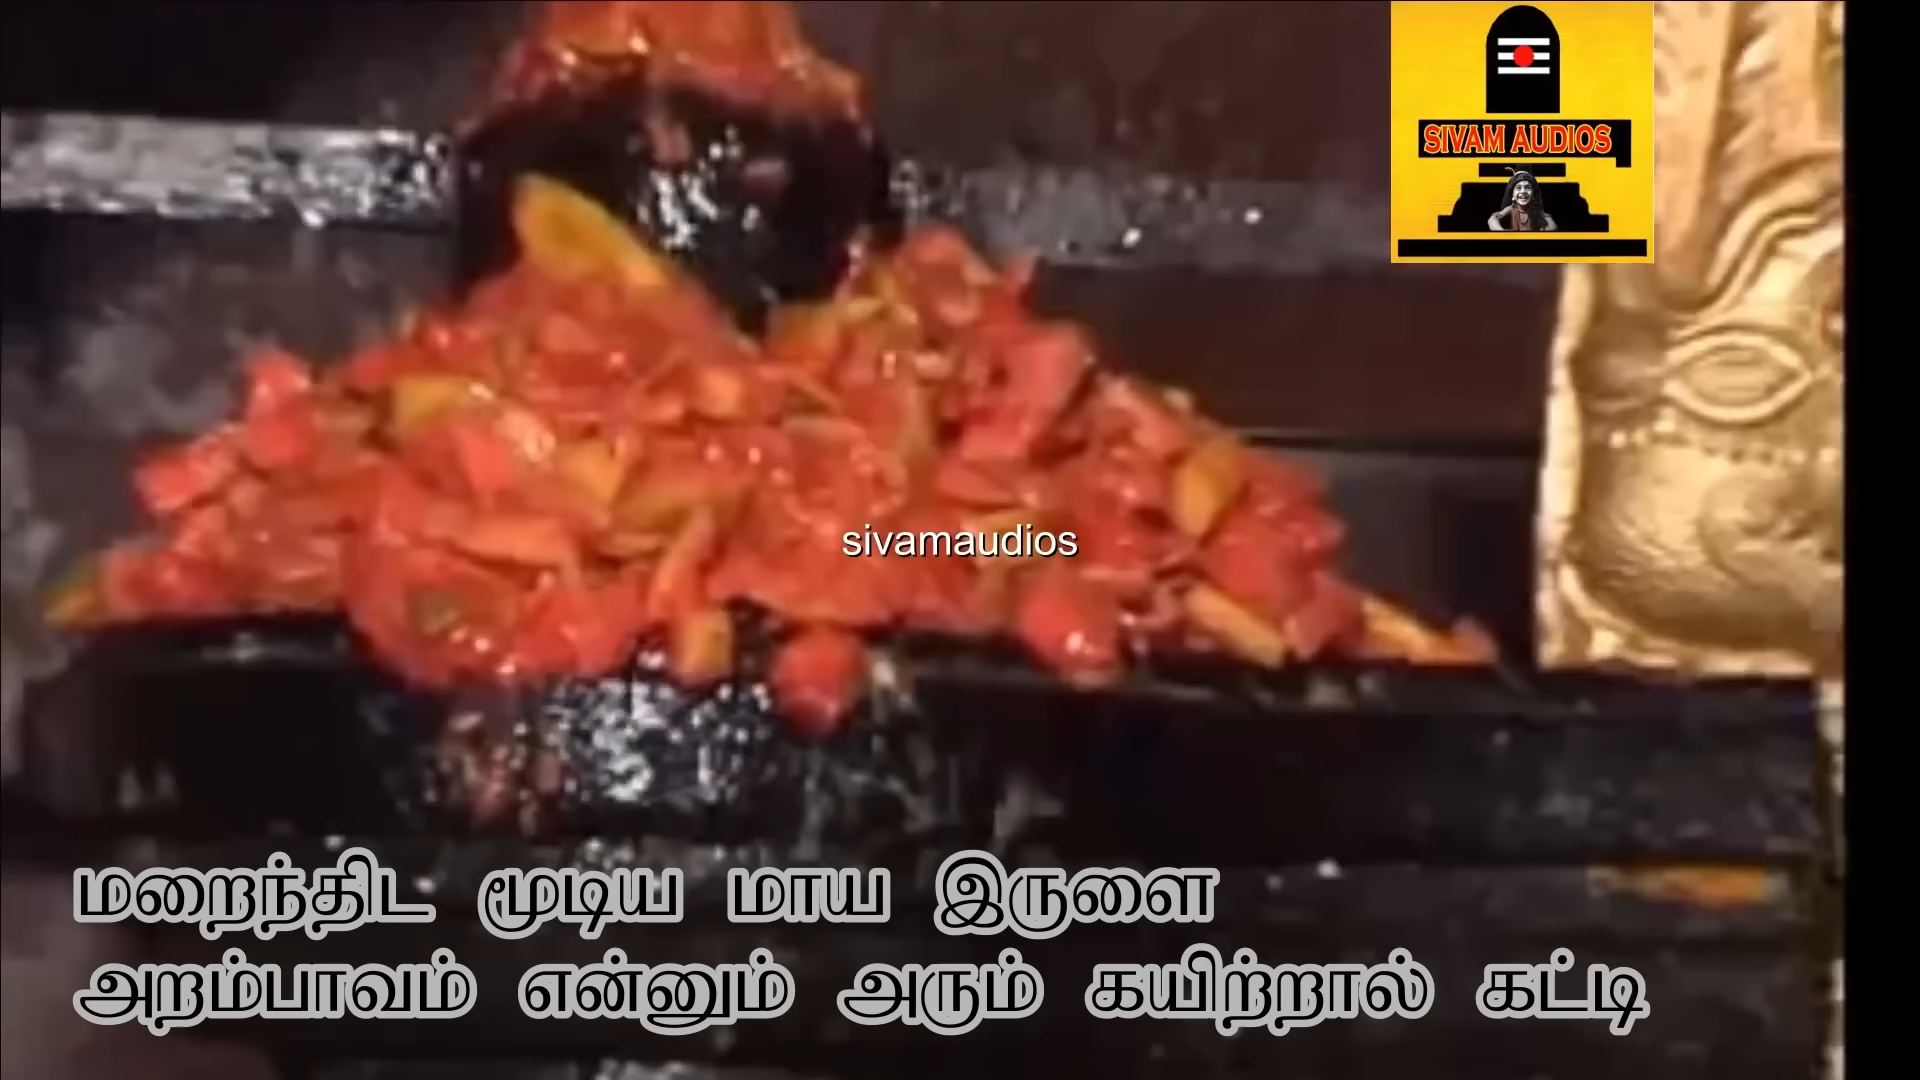 SIVAM AUDIOS
sivamaudios
மறைந்திட மூடிய மாய இருளை
அறம்பாவம் என்னும் அரும் கயிற்றால் கட்டி